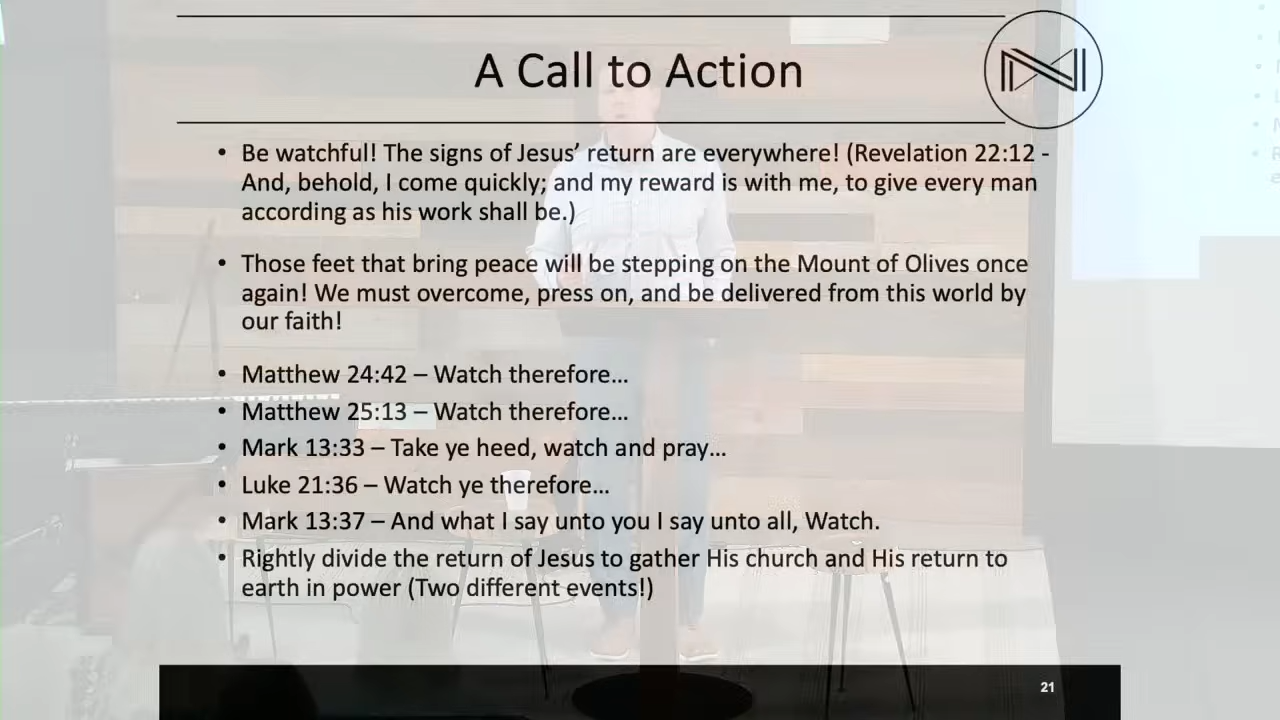 A Call to Action
• Be watchful! The signs of Jesus’ return are everywhere! (Revelation 22:12 -
And, behold, I come quickly; and my reward is with me, to give every man
according as his work shall be.)
• Those feet that bring peace will be stepping on the Mount of Olives once
again! We must overcome, press on, and be delivered from this world by
our faith!
• Matthew 24:42 – Watch therefore…
• Matthew 25:13 – Watch therefore…
• Mark 13:33 – Take ye heed, watch and pray…
• Luke 21:36 – Watch ye therefore…
• Mark 13:37 – And what I say unto you I say unto all, Watch.
• Rightly divide the return of Jesus to gather His church and His return to
earth in power (Two different events!)
21